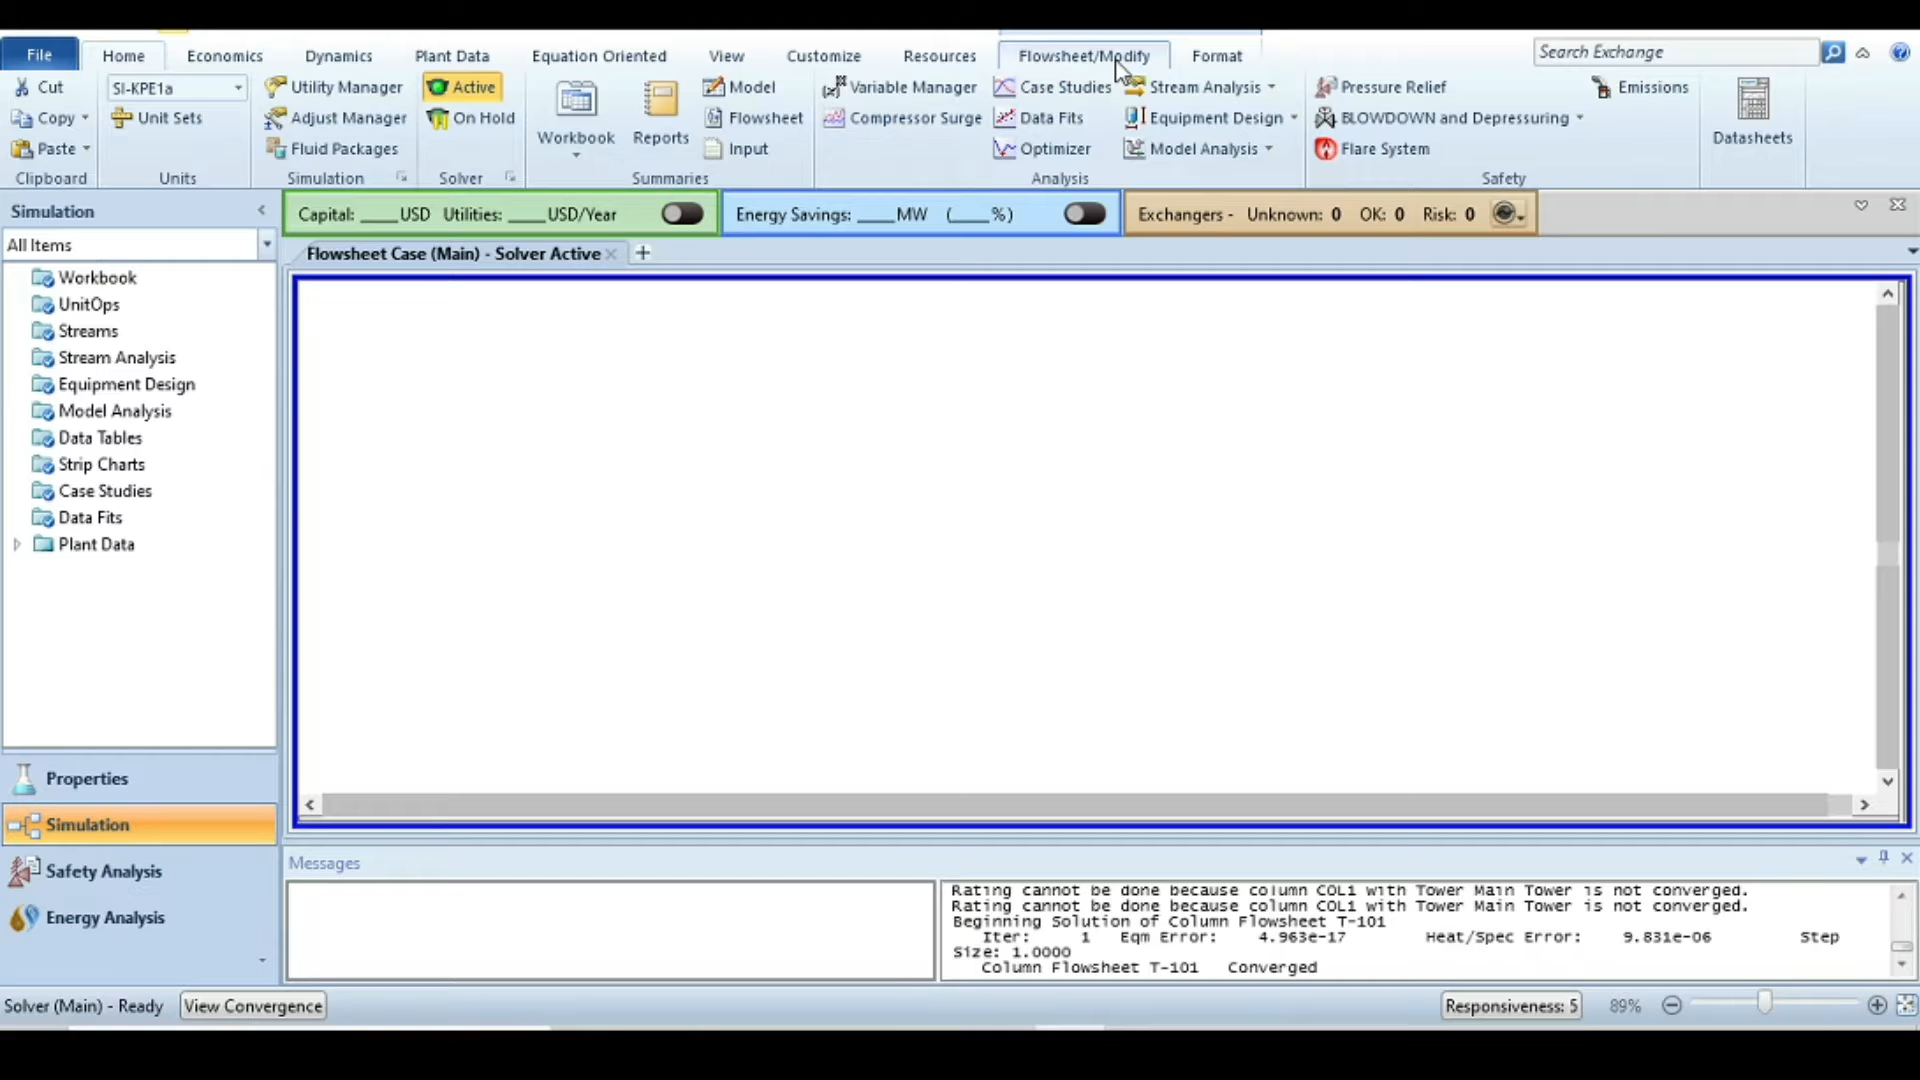 File Home Economics Dynamics Plant Data Equation Oriented View Customize Resources Flowsheet/Modify Format Search Exchange
Cut SI-KPE1a Utility Manager Active Model Variable Manager Case Studies Stream Analysis Pressure Relief Emissions
Copy Unit Sets Adjust Manager On Hold Workbook Reports Flowsheet Compressor Surge Data Fits Equipment Design BLOWDOWN and Depressuring Datasheets
Paste Fluid Packages Input Optimizer Model Analysis Flare System
Clipboard Units Simulation Solver Summaries Analysis Safety
Simulation
Capital: ____USD Utilities: ____USD/Year Energy Savings: ____MW (____%) Exchangers - Unknown: 0 OK: 0 Risk: 0
All Items
Flowsheet Case (Main) - Solver Active
Workbook
UnitOps
Streams
Stream Analysis
Equipment Design
Model Analysis
Data Tables
Strip Charts
Case Studies
Data Fits
Plant Data
Properties
Simulation
Safety Analysis
Energy Analysis
Messages
Rating cannot be done because column COL1 with Tower Main Tower is not converged.
Rating cannot be done because column COL1 with Tower Main Tower is not converged.
Beginning Solution of Column Flowsheet T-101
Iter: 1 Eqm Error: 4.963e-17 Heat/Spec Error: 9.831e-06 Step
Size: 1.0000
Column Flowsheet T-101 Converged
Solver (Main) - Ready View Convergence Responsiveness: 5 89%